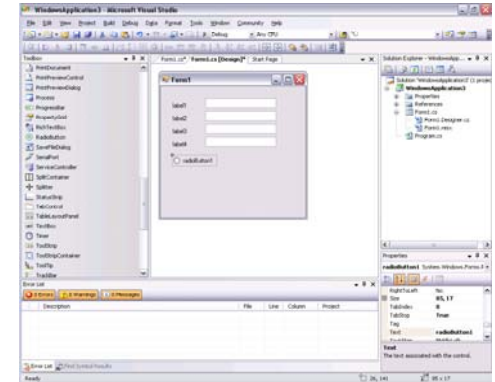 WindowsApplication3 - Microsoft Visual Studio
File Edit View Project Build Debug Data Format Tools Window Community Help
Debug Any CPU
Toolbox
Form1.cs* Form1.cs [Design]* Start Page
PrintDocument
PrintPreviewControl
PrintPreviewDialog
Process
ProgressBar
PropertyGrid
RichTextBox
RadioButton
SaveFileDialog
SerialPort
ServiceController
SplitContainer
Splitter
StatusStrip
TabControl
TableLayoutPanel
TextBox
Timer
ToolStrip
ToolStripContainer
ToolTip
TrackBar
Form1
label1
label2
label3
label4
radioButton1
Solution Explorer - WindowsApp...
Solution 'WindowsApplication3' (1 projec
WindowsApplication3
Properties
References
Form1.cs
Form1.Designer.cs
Form1.resx
Program.cs
Properties
radioButton1 System.Windows.Forms.R
RightToLeft No
Size 85, 17
TabIndex 8
TabStop True
Tag
Text radioButton1
Text
The text associated with the control.
Error List
0 Errors 0 Warnings 0 Messages
Description File Line Column Project
Error List Find Symbol Results
Ready